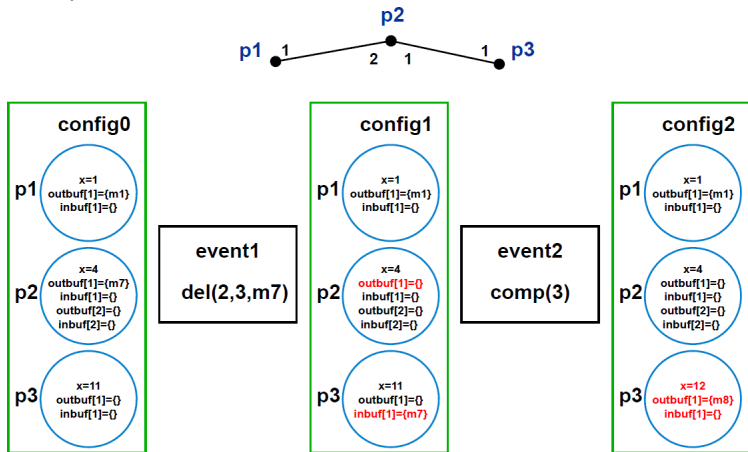 p2
p1 1 1 p3
2 1
config0
p1
x=1
outbuf[1]={m1}
inbuf[1]={}
p2
x=4
outbuf[1]={m7}
inbuf[1]={}
outbuf[2]={}
inbuf[2]={}
p3
x=11
outbuf[1]={}
inbuf[1]={}
event1
del(2,3,m7)
config1
p1
x=1
outbuf[1]={m1}
inbuf[1]={}
p2
x=4
outbuf[1]={}
inbuf[1]={}
outbuf[2]={}
inbuf[2]={}
p3
x=11
outbuf[1]={}
inbuf[1]={m7}
event2
comp(3)
config2
p1
x=1
outbuf[1]={m1}
inbuf[1]={}
p2
x=4
outbuf[1]={}
inbuf[1]={}
outbuf[2]={}
inbuf[2]={}
p3
x=12
outbuf[1]={m8}
inbuf[1]={}